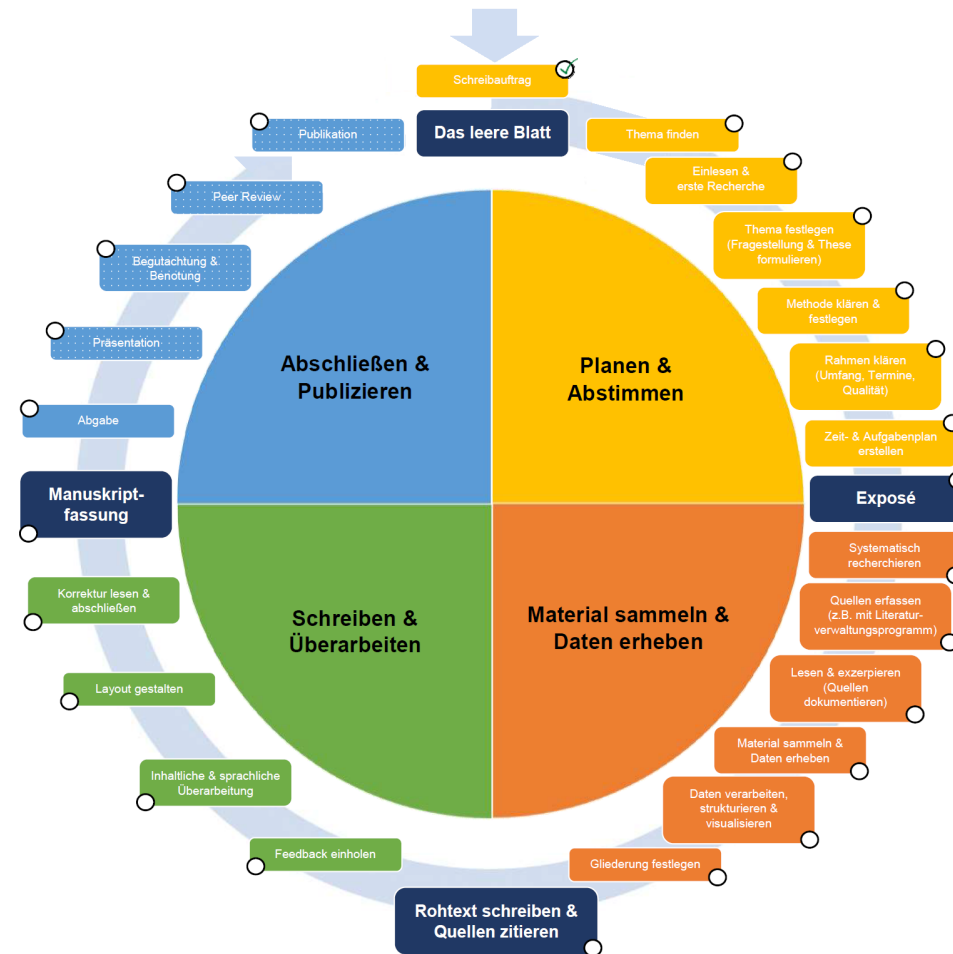 Schreibauftrag
Das leere Blatt
Thema finden
Einlesen &
erste Recherche
Thema festlegen
(Fragestellung & These
formulieren)
Methode klären &
festlegen
Rahmen klären
(Umfang, Termine,
Qualität)
Zeit- & Aufgabenplan
erstellen
Exposé
Systematisch
recherchieren
Quellen erfassen
(z.B. mit Literatur-
verwaltungsprogramm)
Lesen & exzerpieren
(Quellen
dokumentieren)
Material sammeln &
Daten erheben
Daten verarbeiten,
strukturieren &
visualisieren
Gliederung festlegen
Rohtext schreiben &
Quellen zitieren
Feedback einholen
Inhaltliche & sprachliche
Überarbeitung
Layout gestalten
Korrektur lesen &
abschließen
Manuskript-
fassung
Abgabe
Präsentation
Begutachtung &
Benotung
Peer Review
Publikation
Abschließen &
Publizieren
Planen &
Abstimmen
Schreiben &
Überarbeiten
Material sammeln &
Daten erheben